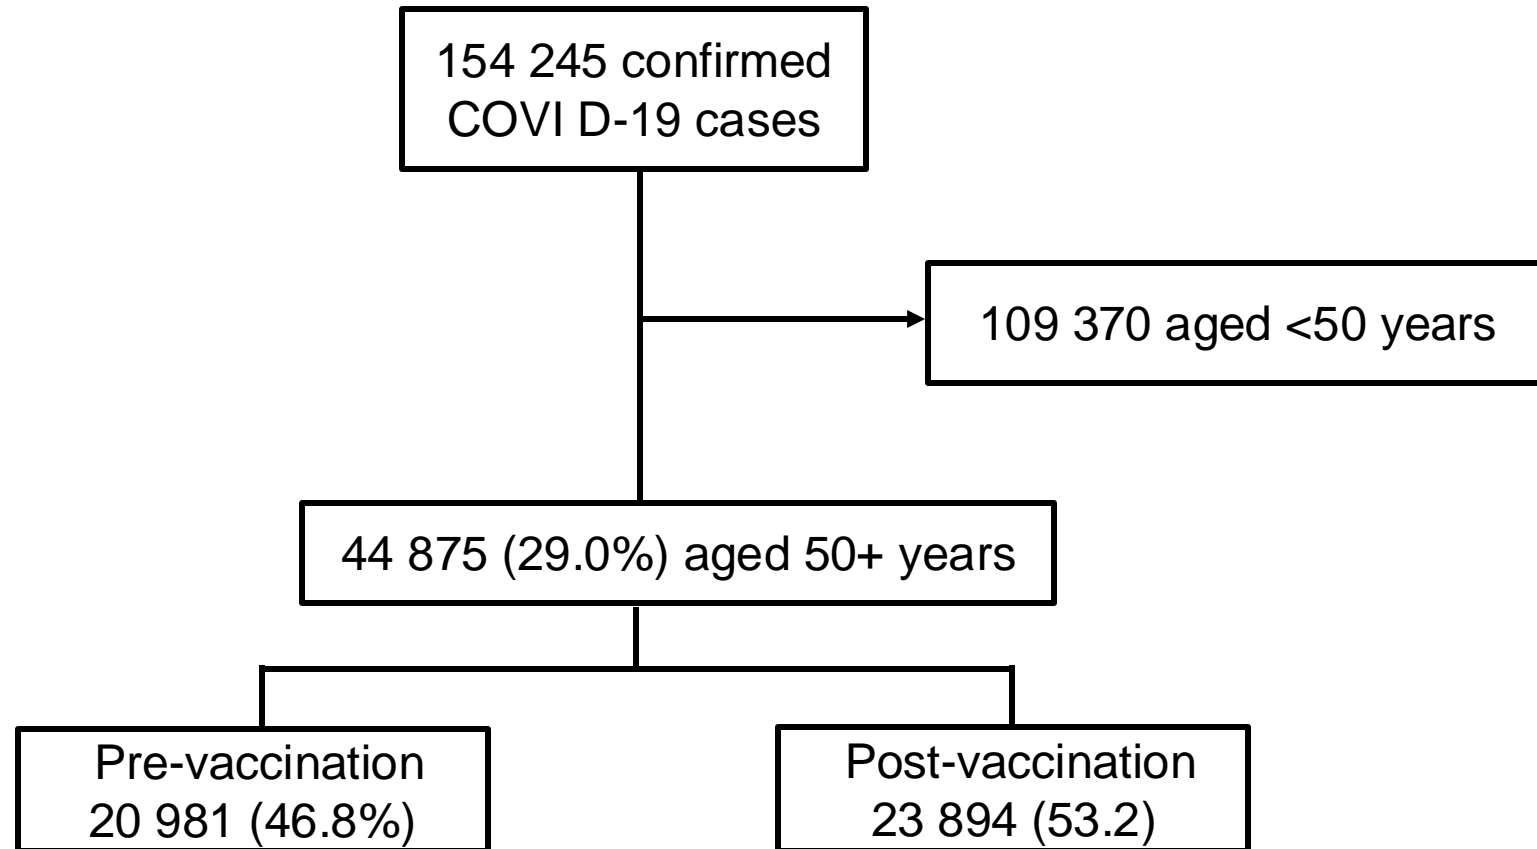 154 245 confirmed
COVI D-19 cases
109 370 aged <50 years
44 875 (29.0%) aged 50+ years
Pre-vaccination
20 981 (46.8%)
Post-vaccination
23 894 (53.2)